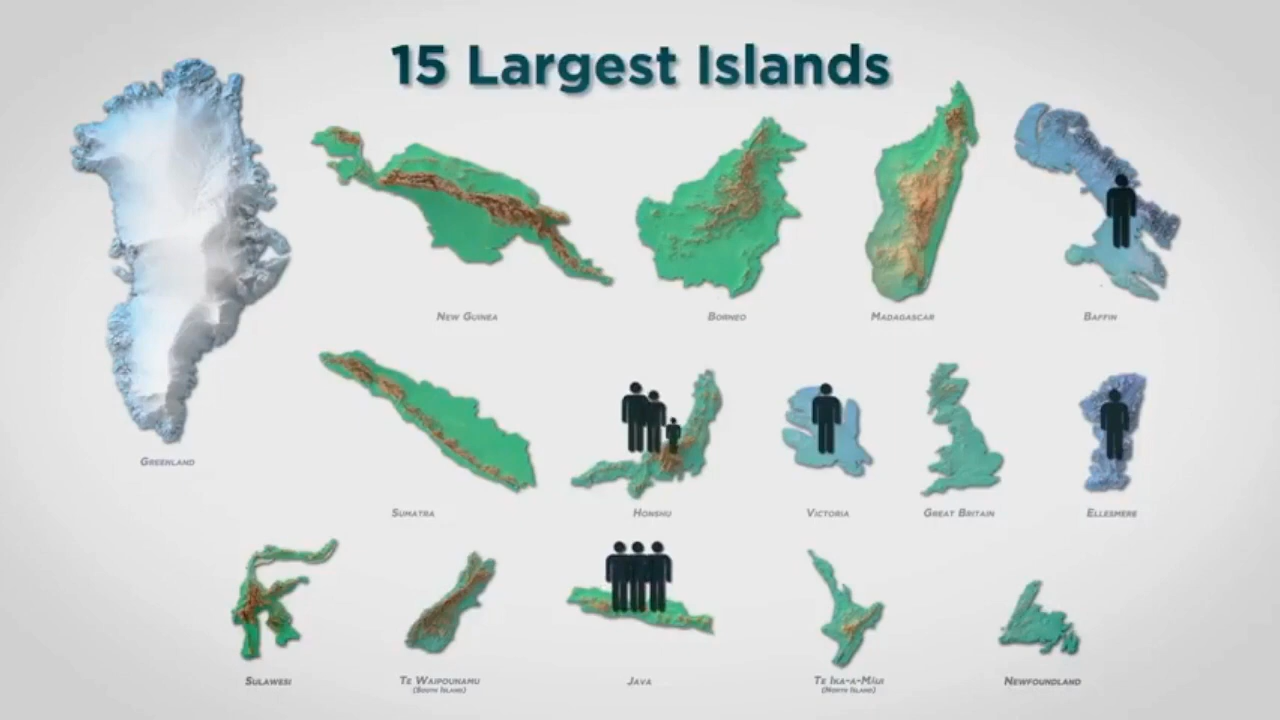 15 Largest Islands
New Guinea
Borneo
Madagascar
Baffin
Greenland
Sumatra
Honshu
Victoria
Great Britain
Ellesmere
Sulawesi
Te Waipounamu
(South Island)
Java
Te Ika-a-Māui
(North Island)
Newfoundland